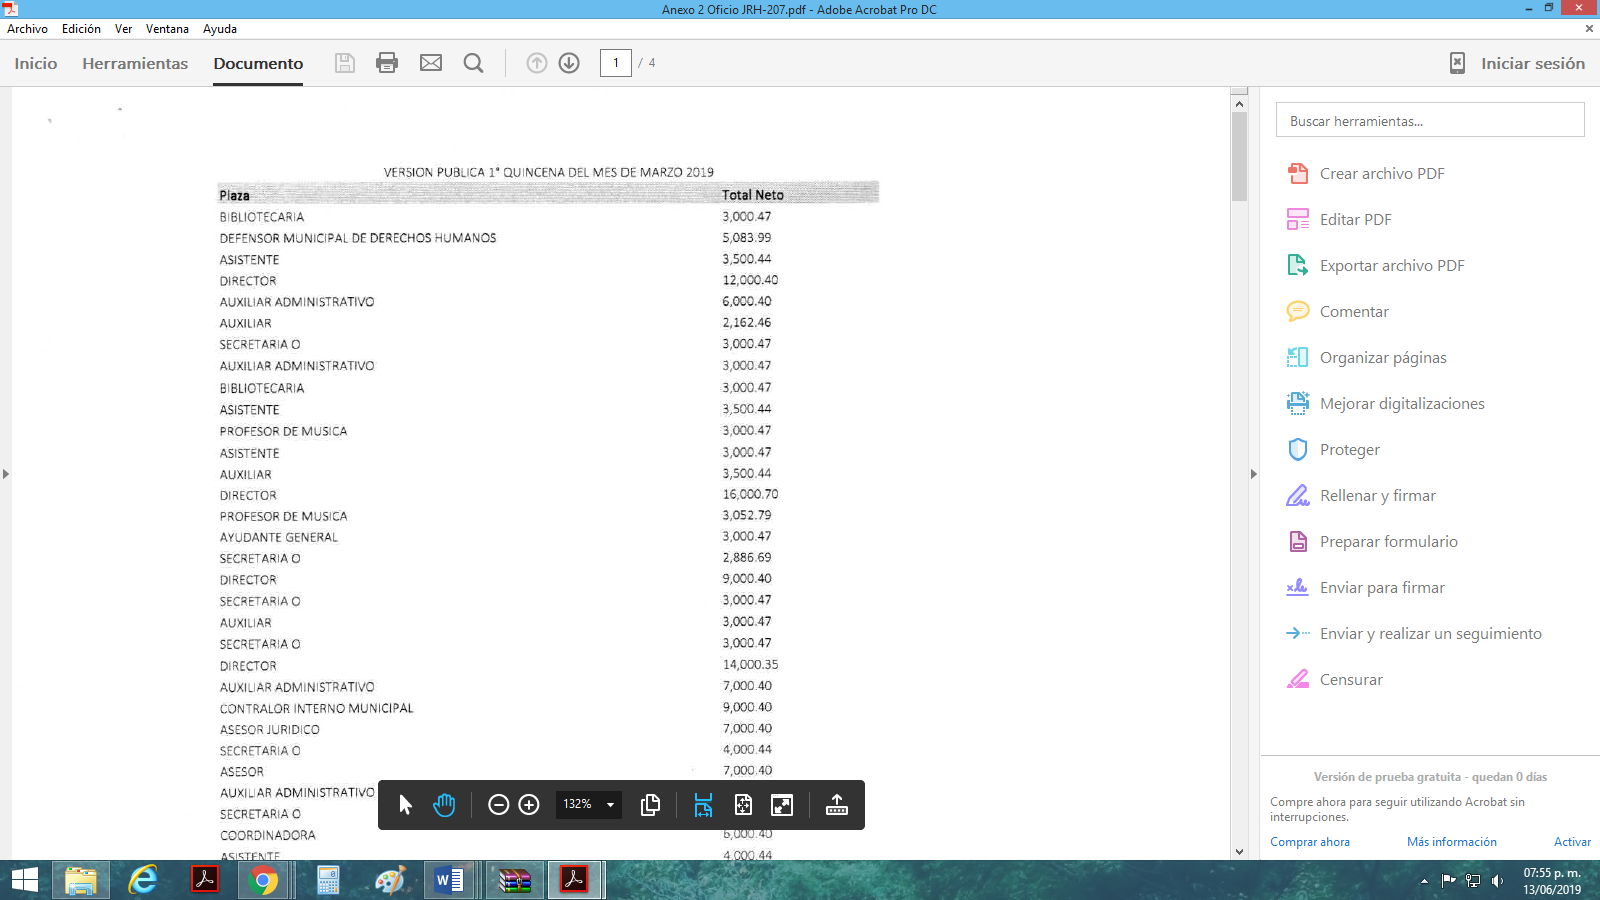 Anexo 2 Oficio JRH-207.pdf - Adobe Acrobat Pro DC
Archivo Edición Ver Ventana Ayuda
Inicio Herramientas Documento 1 / 4 Iniciar sesión
VERSION PUBLICA 1° QUINCENA DEL MES DE MARZO 2019
Plaza Total Neto
BIBLIOTECARIA 3,000.47
DEFENSOR MUNICIPAL DE DERECHOS HUMANOS 5,083.99
ASISTENTE 3,500.44
DIRECTOR 12,000.40
AUXILIAR ADMINISTRATIVO 6,000.40
AUXILIAR 2,162.46
SECRETARIA O 3,000.47
AUXILIAR ADMINISTRATIVO 3,000.47
BIBLIOTECARIA 3,000.47
ASISTENTE 3,500.44
PROFESOR DE MUSICA 3,000.47
ASISTENTE 3,000.47
AUXILIAR 3,500.44
DIRECTOR 16,000.70
PROFESOR DE MUSICA 3,052.79
AYUDANTE GENERAL 3,000.47
SECRETARIA O 2,886.69
DIRECTOR 9,000.40
SECRETARIA O 3,000.47
AUXILIAR 3,000.47
SECRETARIA O 3,000.47
DIRECTOR 14,000.35
AUXILIAR ADMINISTRATIVO 7,000.40
CONTRALOR INTERNO MUNICIPAL 9,000.40
ASESOR JURIDICO 7,000.40
SECRETARIA O 4,000.44
ASESOR 7,000.40
AUXILIAR ADMINISTRATIVO
SECRETARIA O
COORDINADORA 6,000.40
ASISTENTE 4,000.44
132%
Buscar herramientas...
Crear archivo PDF
Editar PDF
Exportar archivo PDF
Comentar
Organizar páginas
Mejorar digitalizaciones
Proteger
Rellenar y firmar
Preparar formulario
Enviar para firmar
Enviar y realizar un seguimiento
Censurar
Versión de prueba gratuita - quedan 0 días
Compre ahora para seguir utilizando Acrobat sin
interrupciones.
Comprar ahora Más información Activar
07:55 p. m.
13/06/2019